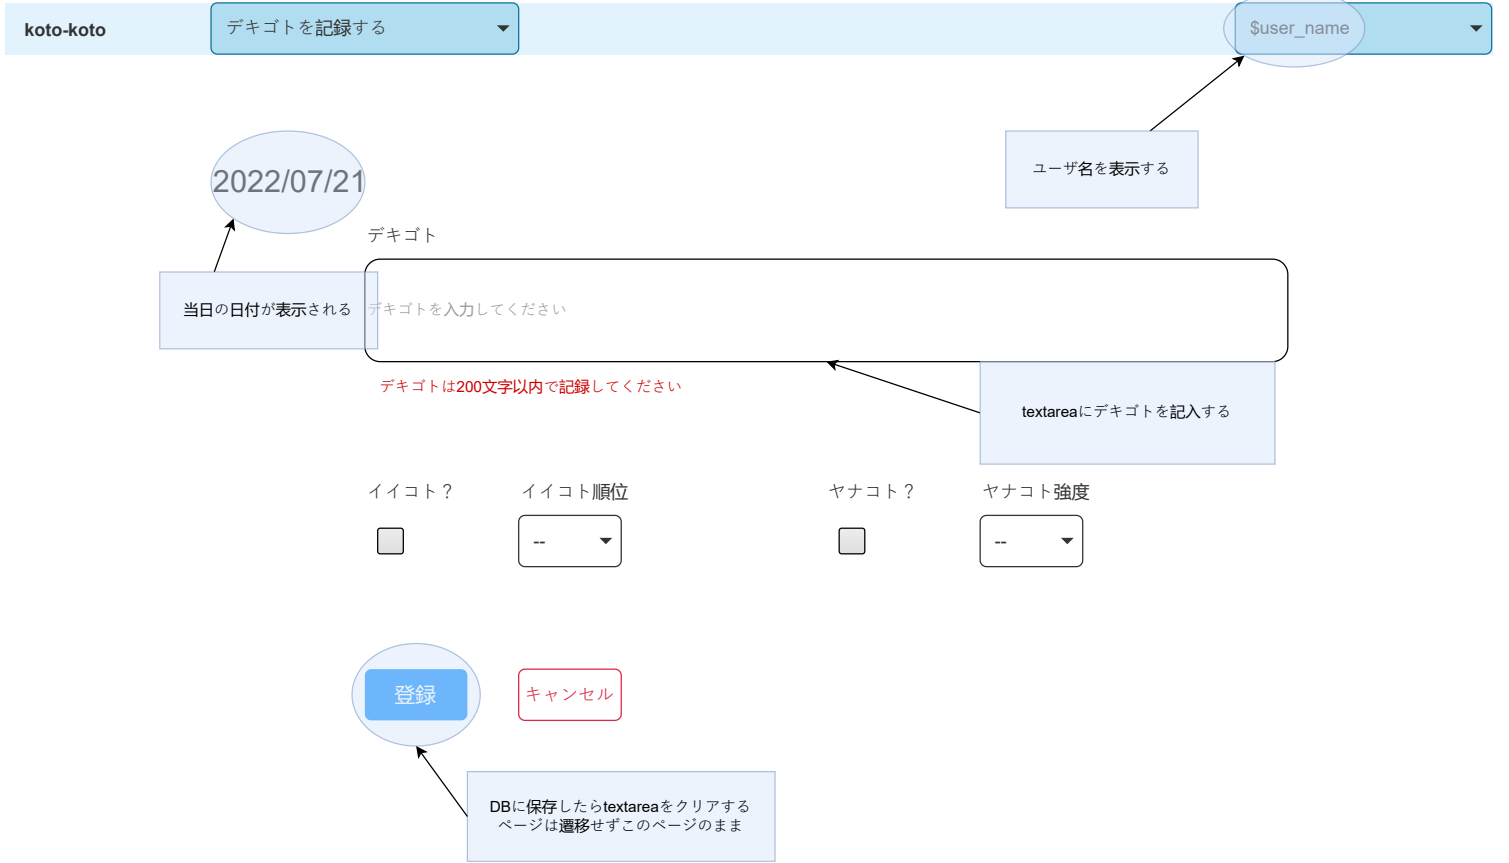 koto-koto
デキゴトを記録する
$user_name
ユーザ名を表示する
2022/07/21
デキゴト
当日の日付が表示される
デキゴトを入力してください
デキゴトは200文字以内で記録してください
textareaにデキゴトを記入する
イイコト？
イイコト順位
ヤナコト？
ヤナコト強度
--
--
登録
キャンセル
DBに保存したらtextareaをクリアする
ページは遷移せずこのページのまま